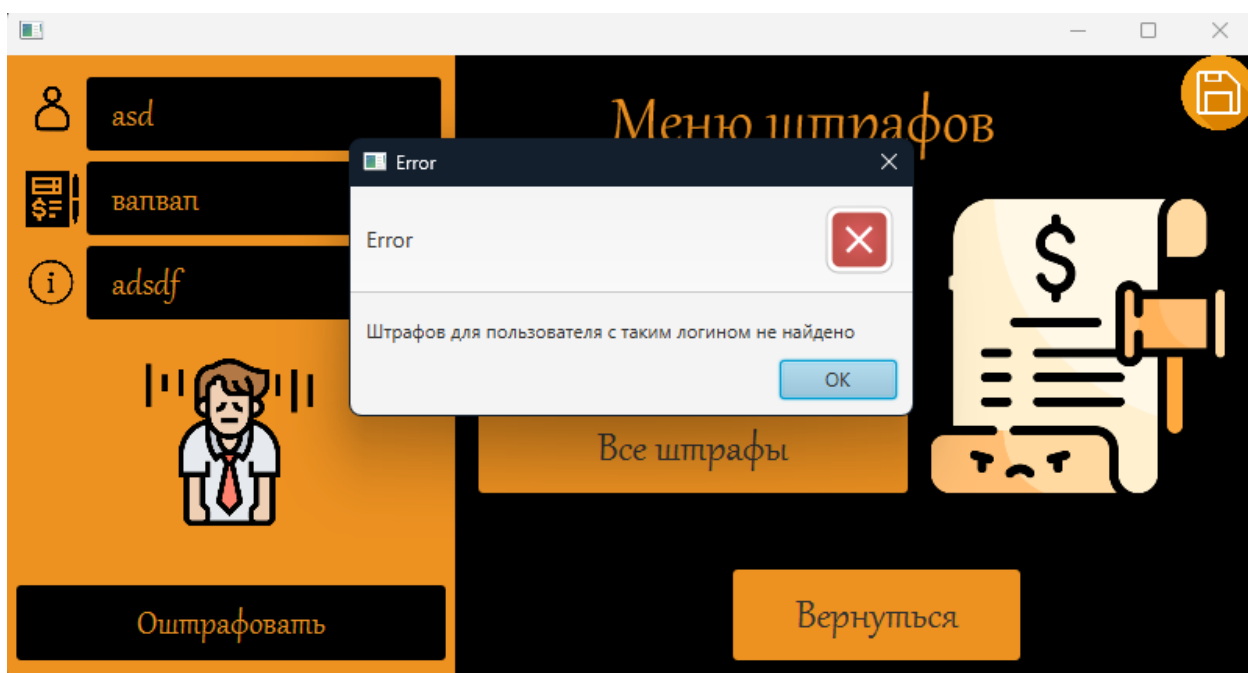 asd
вапвап
adsdf
Оштрафовать
Меню штрафов
Error
Error
Штрафов для пользователя с таким логином не найдено
OK
Все штрафы
Вернуться